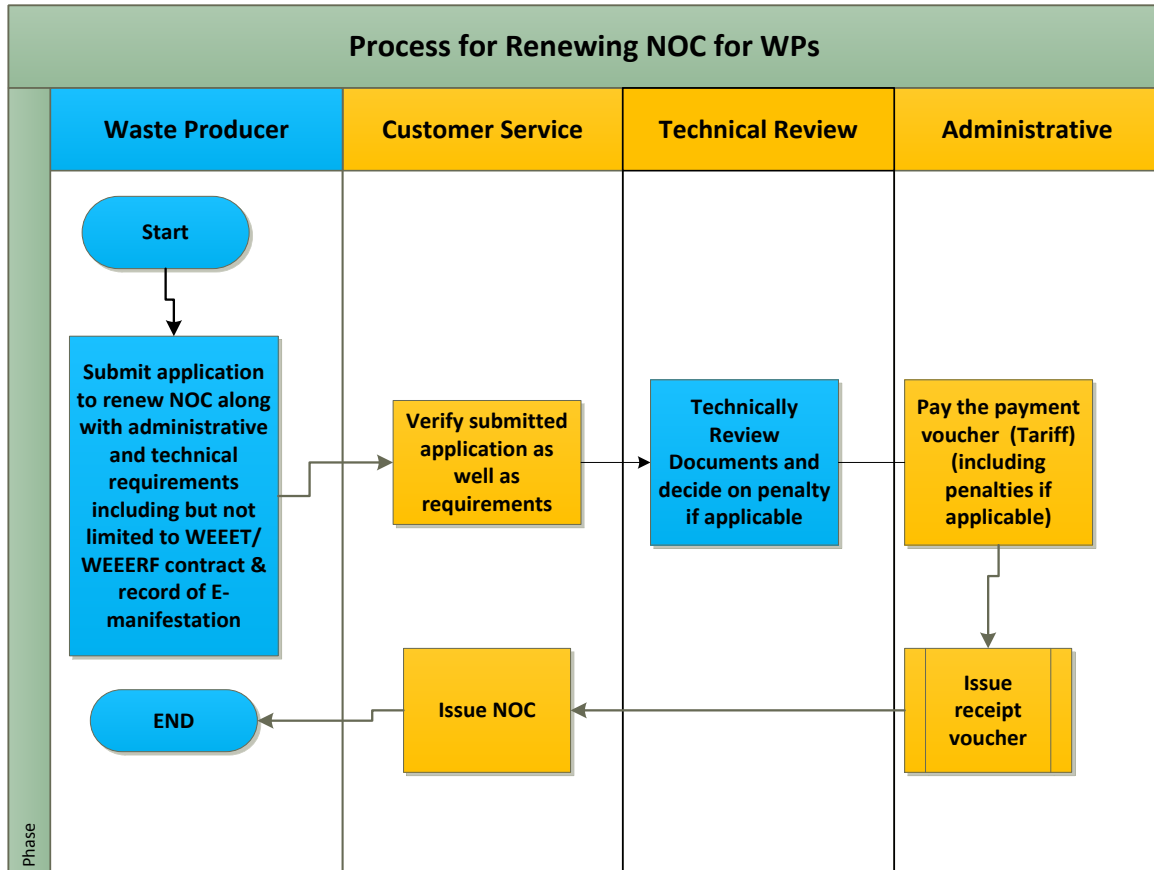 Process for Renewing NOC for WPs
Waste Producer
Customer Service
Technical Review
Administrative
Start
Submit application
to renew NOC along
with administrative
and technical
requirements
including but not
limited to WEEET/
WEEERF contract &
record of E-
manifestation
Verify submitted
application as
well as
requirements
Technically
Review
Documents and
decide on penalty
if applicable
Pay the payment
voucher (Tariff)
(including
penalties if
applicable)
END
Issue NOC
Issue
receipt
voucher
Phase